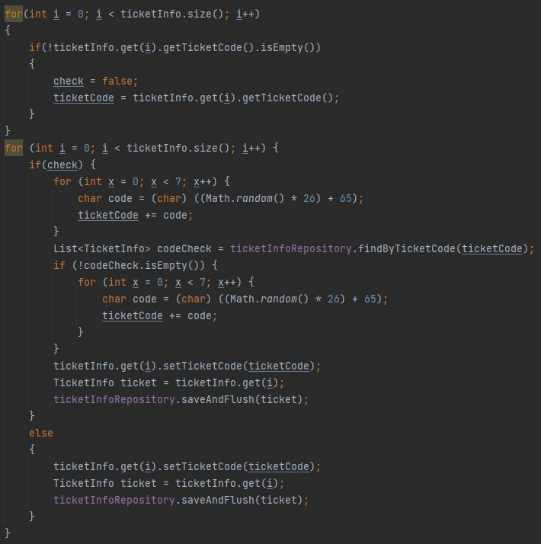 for(int i = 0; i < ticketInfo.size(); i++)
{
    if(!ticketInfo.get(i).getTicketCode().isEmpty())
    {
        check = false;
        ticketCode = ticketInfo.get(i).getTicketCode();
    }
}
for (int i = 0; i < ticketInfo.size(); i++) {
    if(check) {
        for (int x = 0; x < 7; x++) {
            char code = (char) ((Math.random() * 26) + 65);
            ticketCode += code;
        }
        List<TicketInfo> codeCheck = ticketInfoRepository.findByTicketCode(ticketCode);
        if (!codeCheck.isEmpty()) {
            for (int x = 0; x < 7; x++) {
                char code = (char) ((Math.random() * 26) + 65);
                ticketCode += code;
            }
        }
        ticketInfo.get(i).setTicketCode(ticketCode);
        TicketInfo ticket = ticketInfo.get(i);
        ticketInfoRepository.saveAndFlush(ticket);
    }
    else
    {
        ticketInfo.get(i).setTicketCode(ticketCode);
        TicketInfo ticket = ticketInfo.get(i);
        ticketInfoRepository.saveAndFlush(ticket);
    }
}